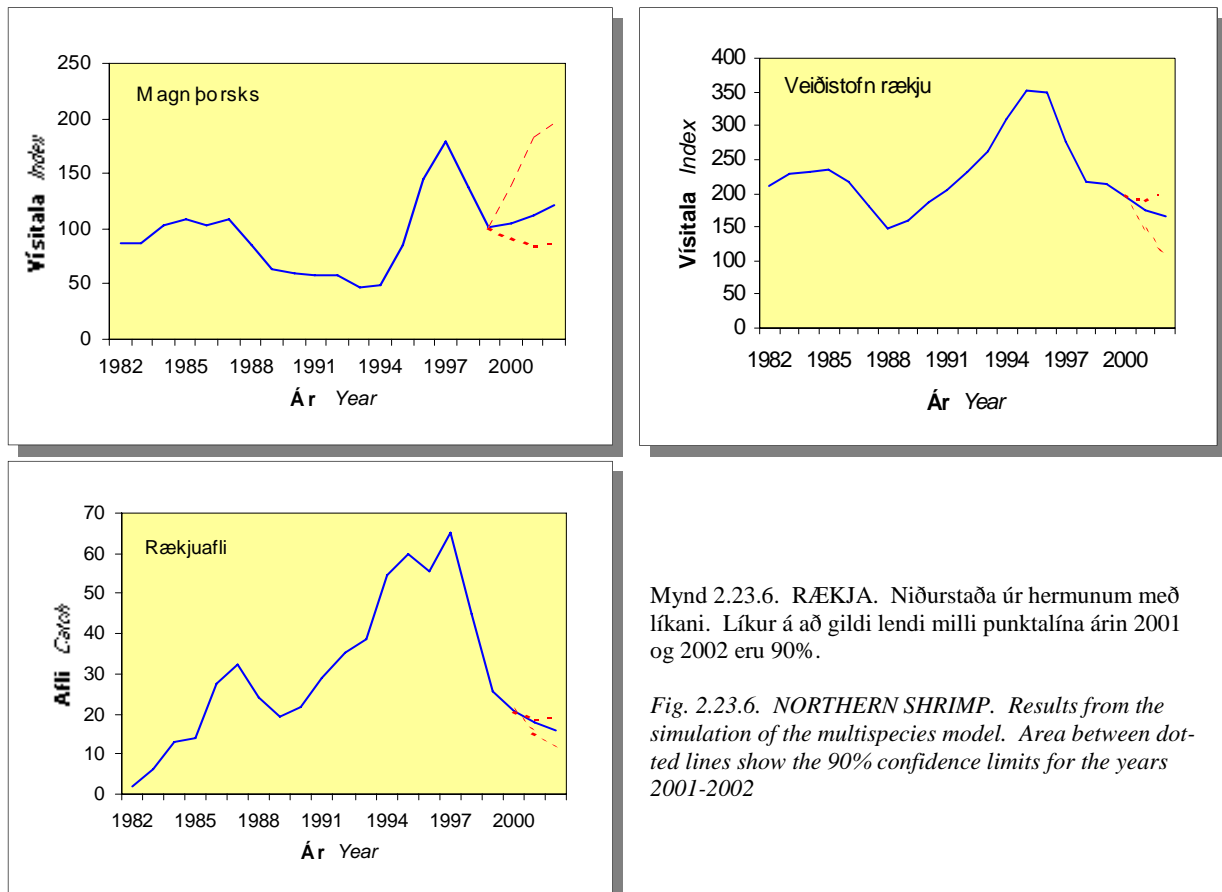 Magn þorsks
250
200
150
100
50
0
1982 1985 1988 1991 1994 1997 2000
Vísitala Index
Ár Year
Veiðistofn rækju
400
350
300
250
200
150
100
50
0
1982 1985 1988 1991 1994 1997 2000
Vísitala Index
Ár Year
Rækjuafli
70
60
50
40
30
20
10
0
1982 1985 1988 1991 1994 1997 2000
Afli Catch
Ár Year
Mynd 2.23.6. RÆKJA. Niðurstaða úr hermunum með
líkani. Líkur á að gildi lendi milli punktalína árin 2001
og 2002 eru 90%.
Fig. 2.23.6. NORTHERN SHRIMP. Results from the
simulation of the multispecies model. Area between dot-
ted lines show the 90% confidence limits for the years
2001-2002